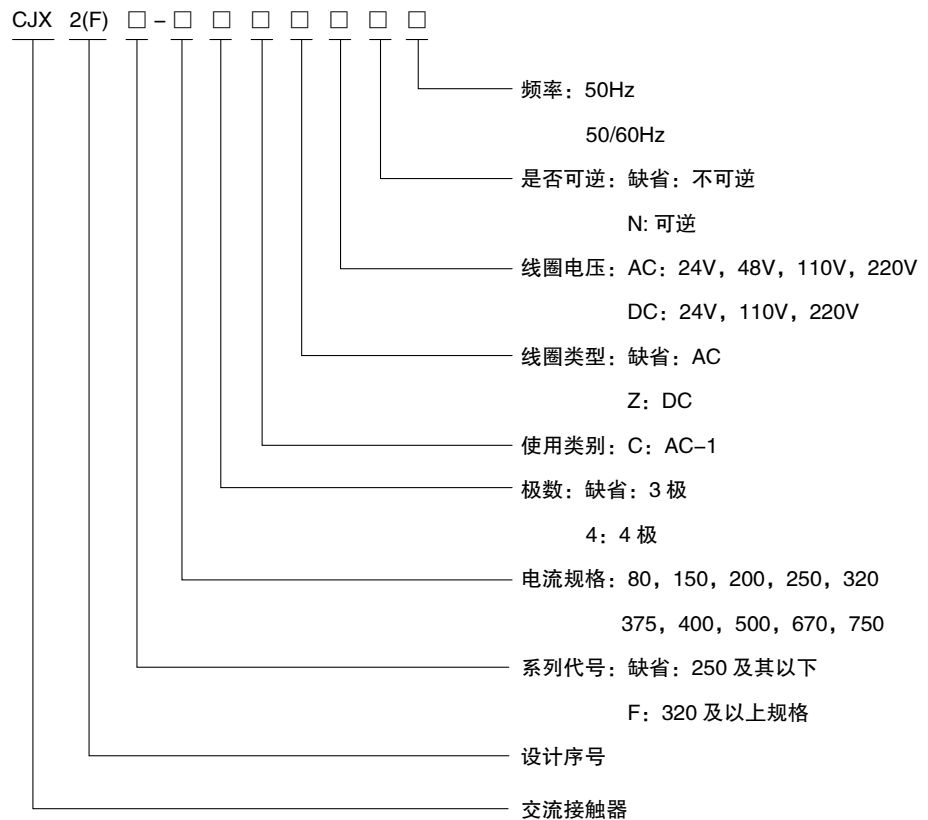 CJX 2(F) □-□ □ □ □ □ □ □
频率：50Hz
50/60Hz
是否可逆：缺省：不可逆
N: 可逆
线圈电压：AC：24V，48V，110V，220V
DC：24V，110V，220V
线圈类型：缺省：AC
Z：DC
使用类别：C：AC-1
极数：缺省：3 极
4：4 极
电流规格：80，150，200，250，320
375，400，500，670，750
系列代号：缺省：250 及其以下
F：320 及以上规格
设计序号
交流接触器